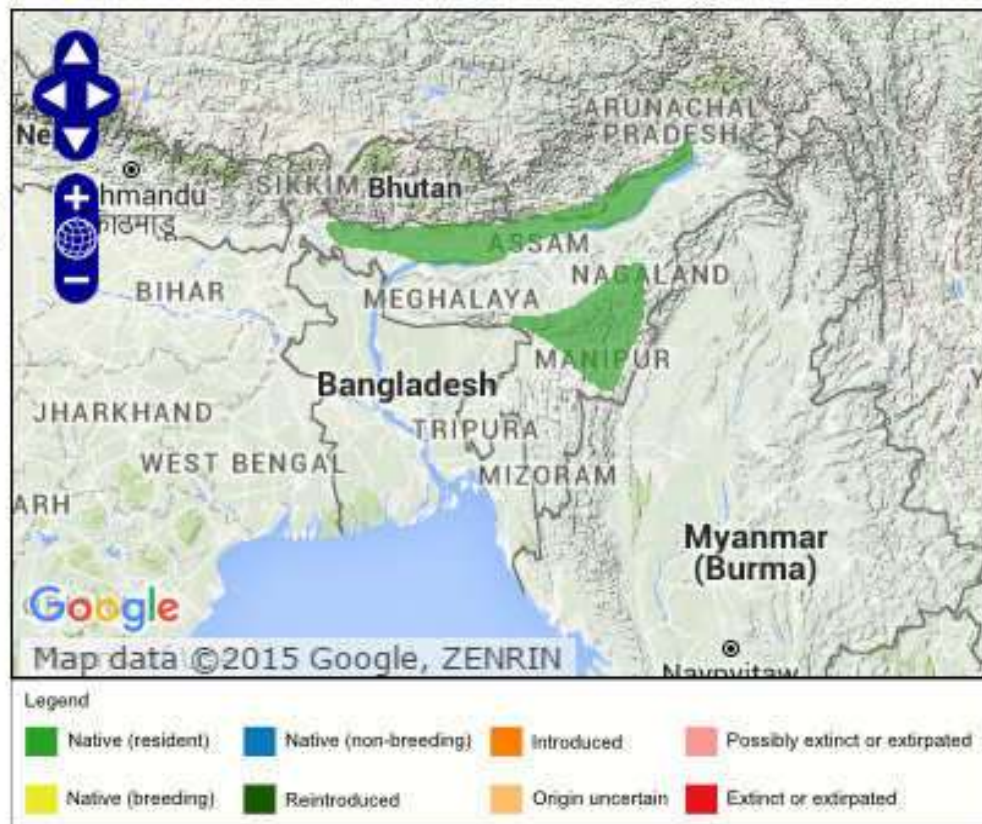 ARUNACHAL
PRADESH
Ne
hmandu
SIKKIM
Bhutan
ASSAM
NAGALAND
BIHAR
MEGHALAYA
MANIPUR
Bangladesh
JHARKHAND
TRIPURA
WEST BENGAL
MIZORAM
ARH
Myanmar
(Burma)
Google
Map data ©2015 Google, ZENRIN
Naypyitaw
Legend
Native (resident)
Native (non-breeding)
Introduced
Possibly extinct or extirpated
Native (breeding)
Reintroduced
Origin uncertain
Extinct or extirpated